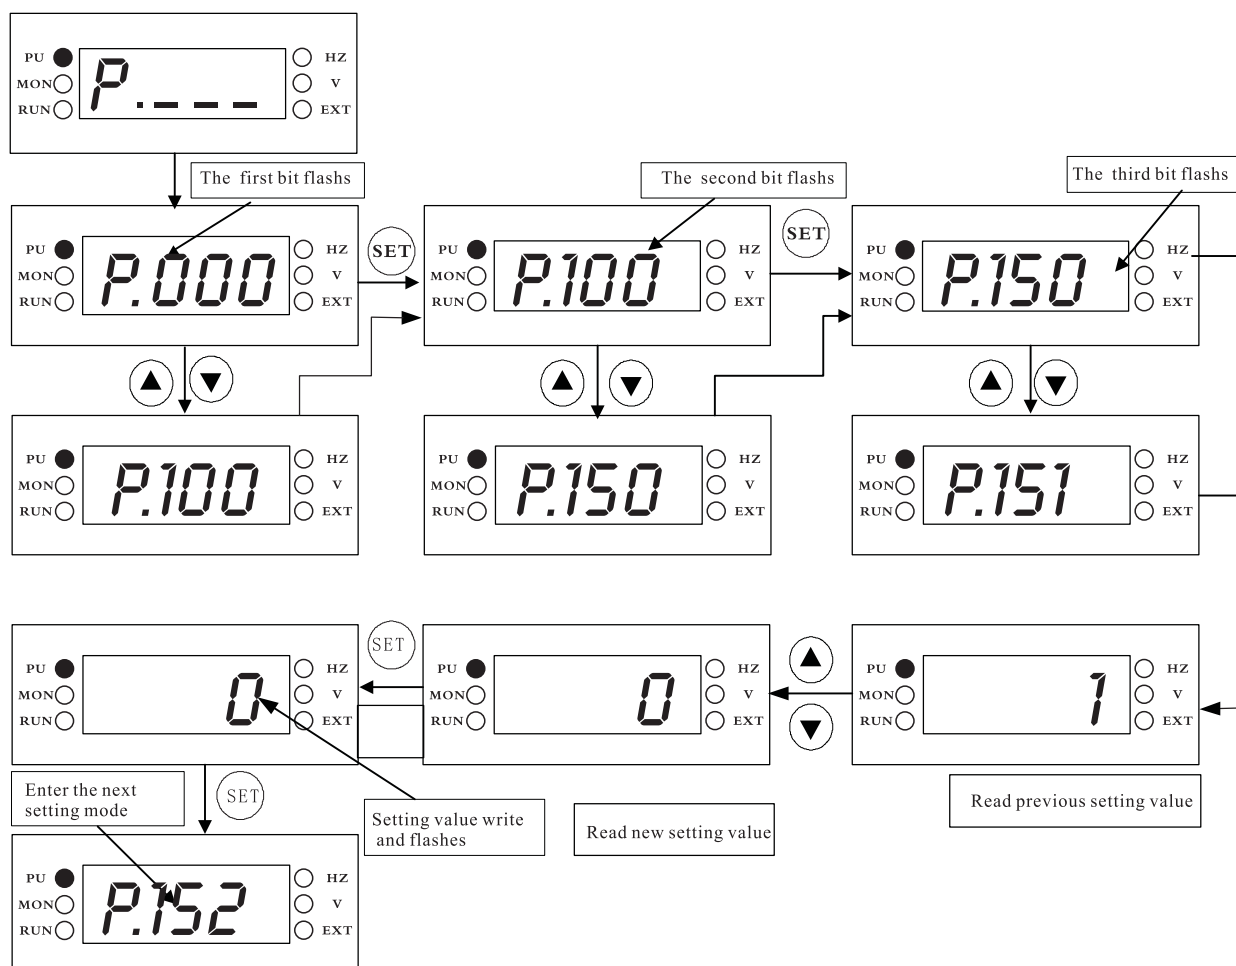 PU
MON
RUN
P.___
HZ
V
EXT
The first bit flashs
The second bit flashs
The third bit flashs
PU
MON
RUN
P.000
HZ
V
EXT
SET
PU
MON
RUN
P.100
HZ
V
EXT
SET
PU
MON
RUN
P.150
HZ
V
EXT
PU
MON
RUN
P.100
HZ
V
EXT
PU
MON
RUN
P.150
HZ
V
EXT
PU
MON
RUN
P.151
HZ
V
EXT
PU
MON
RUN
0
HZ
V
EXT
SET
PU
MON
RUN
0
HZ
V
EXT
PU
MON
RUN
1
HZ
V
EXT
Enter the next
setting mode
SET
Setting value write
and flashes
Read new setting value
Read previous setting value
PU
MON
RUN
P.152
HZ
V
EXT